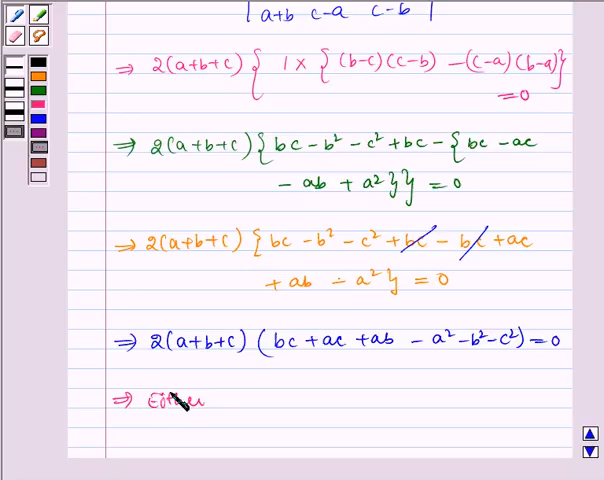 | a+b c-a c-b |
⇒ 2(a+b+c) { 1 × { (b-c)(c-b) -(c-a)(b-a)}
=0
⇒ 2(a+b+c) { bc - b² - c² + bc - { bc - ac
- ab + a² } } = 0
⇒ 2(a+b+c) { bc - b² - c² + bc - bc + ac
+ ab - a² } = 0
⇒ 2(a+b+c) ( bc + ac + ab - a² - b² - c² ) = 0
⇒ Either